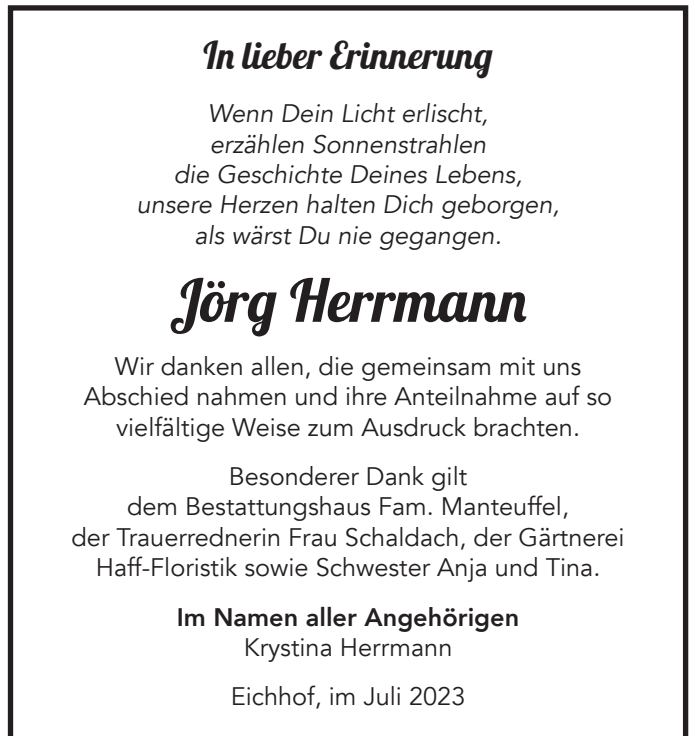 In lieber Erinnerung
Wenn Dein Licht erlischt,
erzählen Sonnenstrahlen
die Geschichte Deines Lebens,
unsere Herzen halten Dich geborgen,
als wärst Du nie gegangen.
Jörg Herrmann
Wir danken allen, die gemeinsam mit uns
Abschied nahmen und ihre Anteilnahme auf so
vielfältige Weise zum Ausdruck brachten.
Besonderer Dank gilt
dem Bestattungshaus Fam. Manteuffel,
der Trauerrednerin Frau Schaldach, der Gärtnerei
Haff-Floristik sowie Schwester Anja und Tina.
Im Namen aller Angehörigen
Krystina Herrmann
Eichhof, im Juli 2023